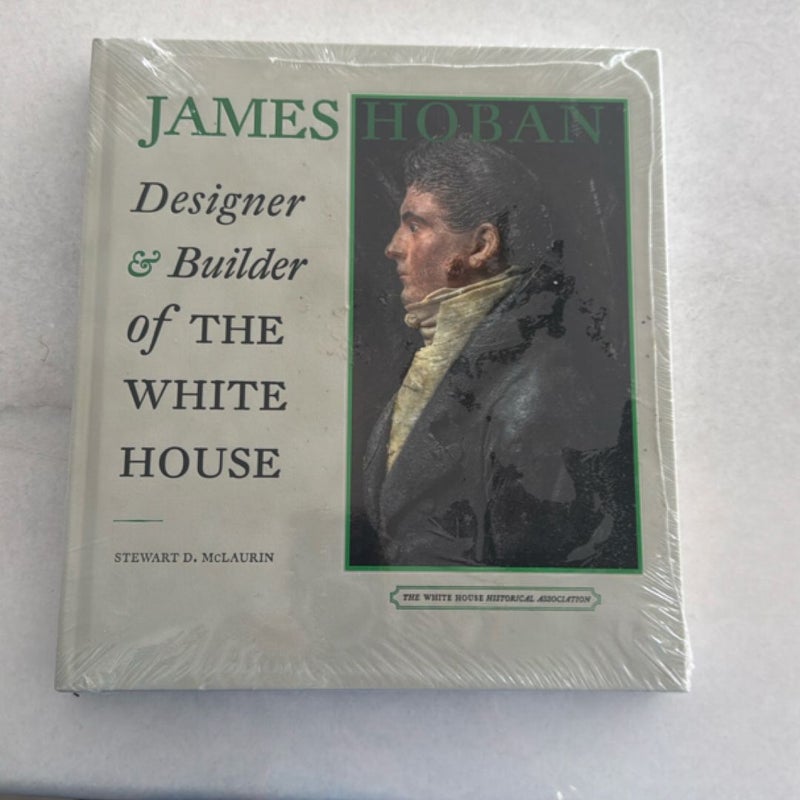 JAMES HOBAN
Designer
& Builder
of THE
WHITE
HOUSE
STEWART D. McLAURIN
THE WHITE HOUSE HISTORICAL ASSOCIATION